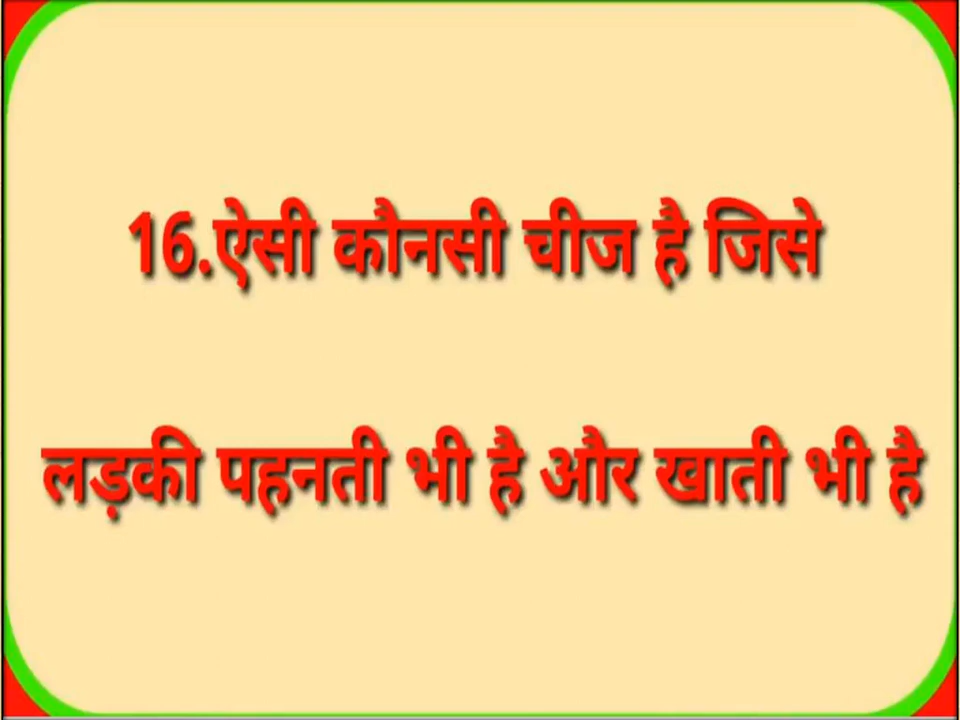 16.ऐसी कौनसी चीज है जिसे
लड़की पहनती भी है और खाती भी है